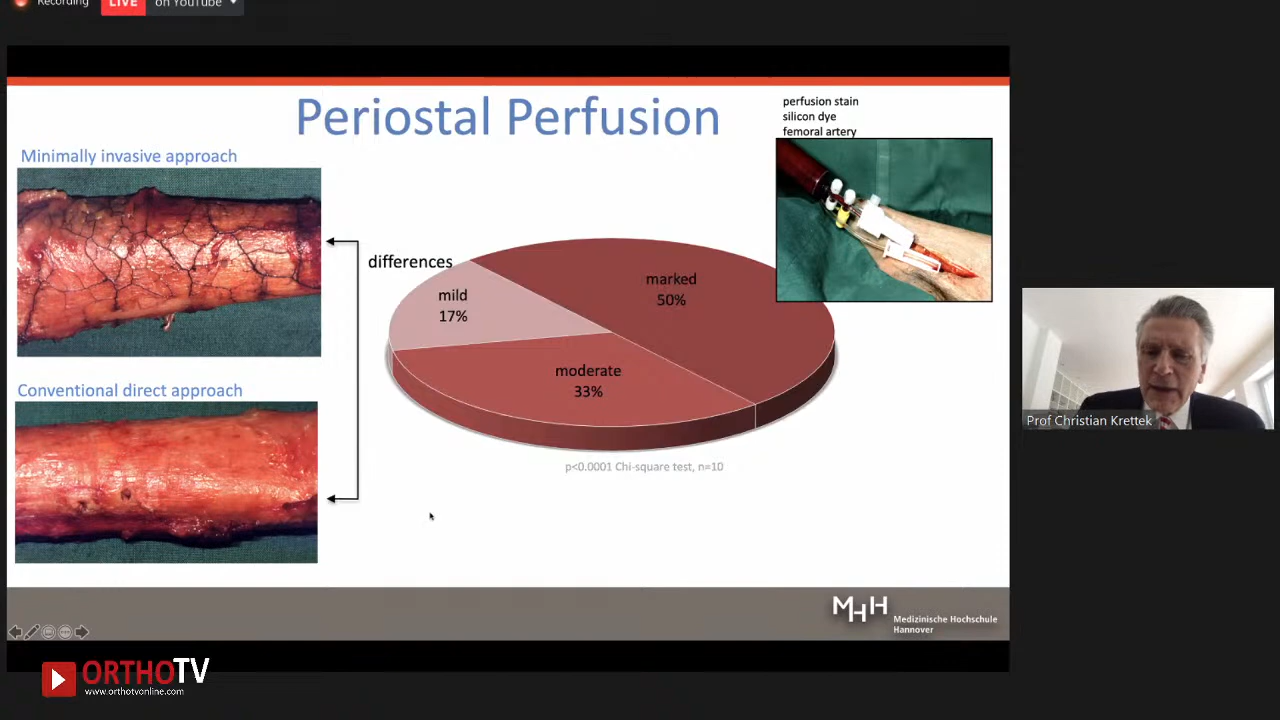 Recording
LIVE
on YouTube
Periostal Perfusion
perfusion stain
silicon dye
femoral artery
Minimally invasive approach
differences
marked
50%
mild
17%
moderate
33%
Conventional direct approach
p<0.0001 Chi-square test, n=10
Prof Christian Krettek
MHH
Medizinische Hochschule
Hannover
ORTHOTV
www.orthotvonline.com